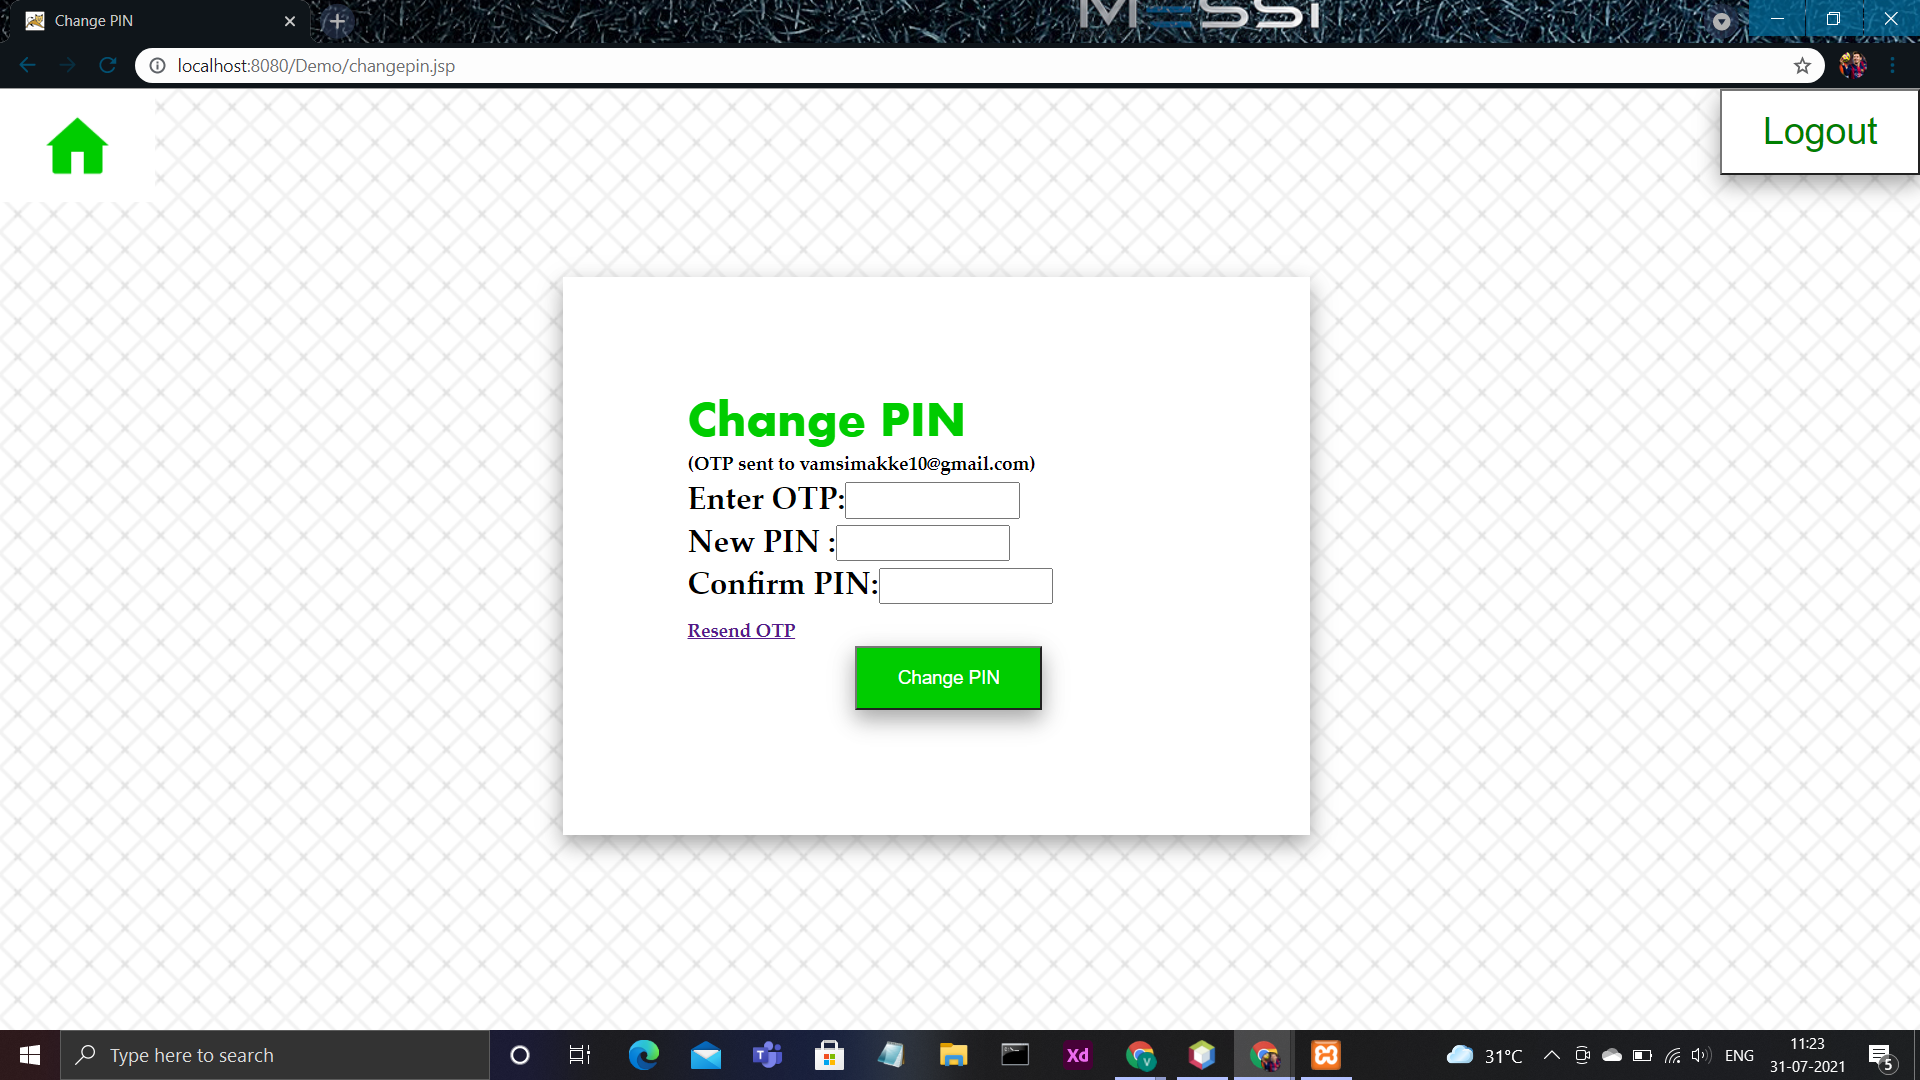 Change PIN
MESSi
localhost:8080/Demo/changepin.jsp
Logout
Change PIN
(OTP sent to vamsimakke10@gmail.com)
Enter OTP:
New PIN :
Confirm PIN:
Resend OTP
Change PIN
Type here to search
T
Xd
V
31°C
ENG
11:23
31-07-2021
5